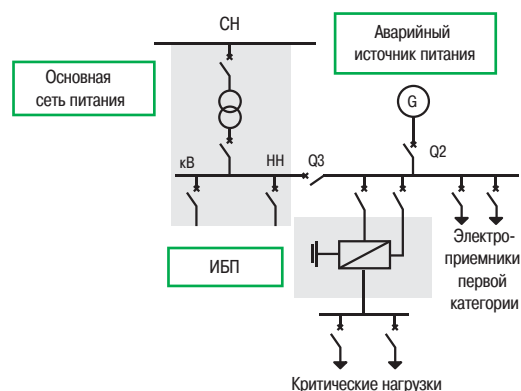 СН
Аварийный
источник питания
Основная
сеть питания
G
Q2
кВ
НН
Q3
Электро-
приемники
первой
категории
ИБП
Критические нагрузки